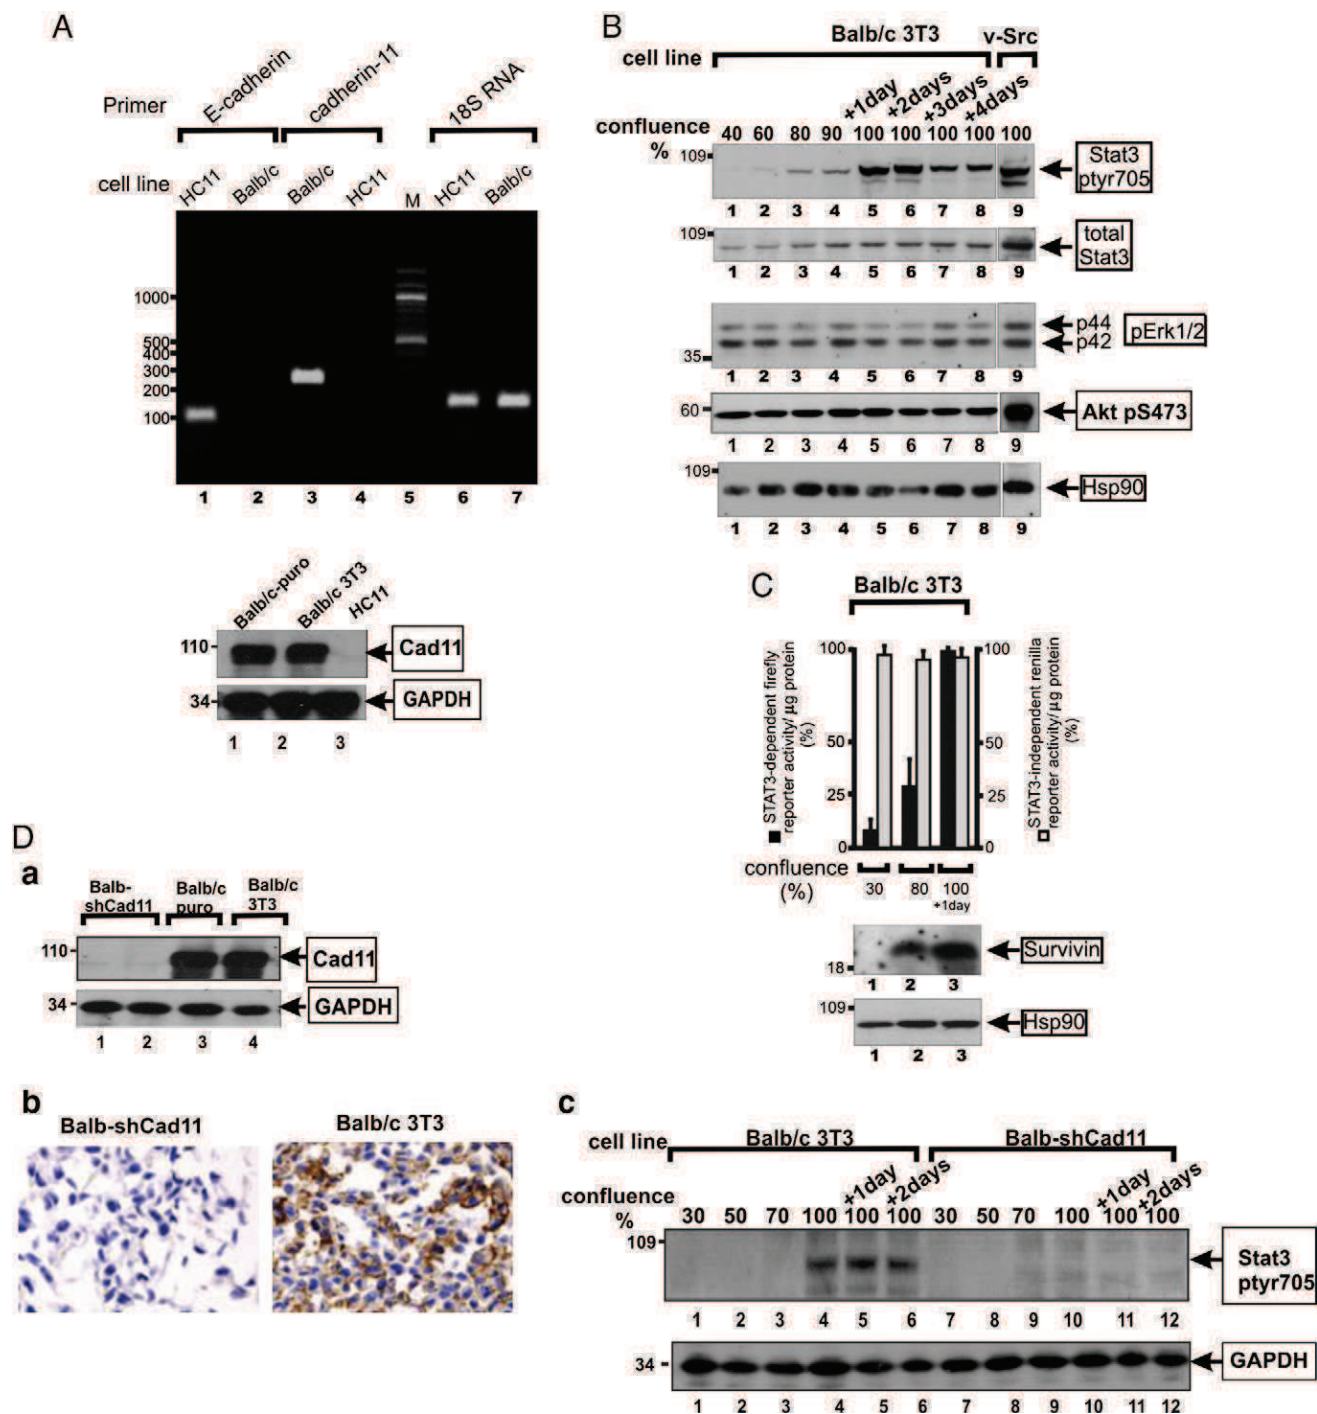 A
Primer
E-cadherin
cadherin-11
18S RNA
cell line
HC11
Balb/c
Balb/c
HC11
M
HC11
Balb/c
1000
500
400
300
200
100
1 2 3 4 5 6 7
Balb/c-puro
Balb/c 3T3
HC11
110
Cad11
34
GAPDH
1 2 3
B
Balb/c 3T3
v-Src
cell line
+1day
+2days
+3days
+4days
confluence
%
40 60 80 90 100 100 100 100 100
109
Stat3
ptyr705
1 2 3 4 5 6 7 8 9
109
total
Stat3
1 2 3 4 5 6 7 8 9
p44
p42
pErk1/2
35
1 2 3 4 5 6 7 8 9
60
Akt pS473
1 2 3 4 5 6 7 8 9
109
Hsp90
1 2 3 4 5 6 7 8 9
C
Balb/c 3T3
STAT3-dependent firefly
reporter activity/ μg protein
(%)
100
50
25
0
100
50
25
0
STAT3-independent renilla
reporter activity/ μg protein
(%)
confluence
(%)
30 80 100
+1day
18
Survivin
1 2 3
109
Hsp90
1 2 3
D
a
Balb-
shCad11
Balb/c
puro
Balb/c
3T3
110
Cad11
34
GAPDH
1 2 3 4
b
Balb-shCad11
Balb/c 3T3
c
cell line
Balb/c 3T3
Balb-shCad11
confluence
%
+1day
+2days
+1day
+2days
30 50 70 100 100 100 30 50 70 100 100 100
109
Stat3
ptyr705
1 2 3 4 5 6 7 8 9 10 11 12
34
GAPDH
1 2 3 4 5 6 7 8 9 10 11 12